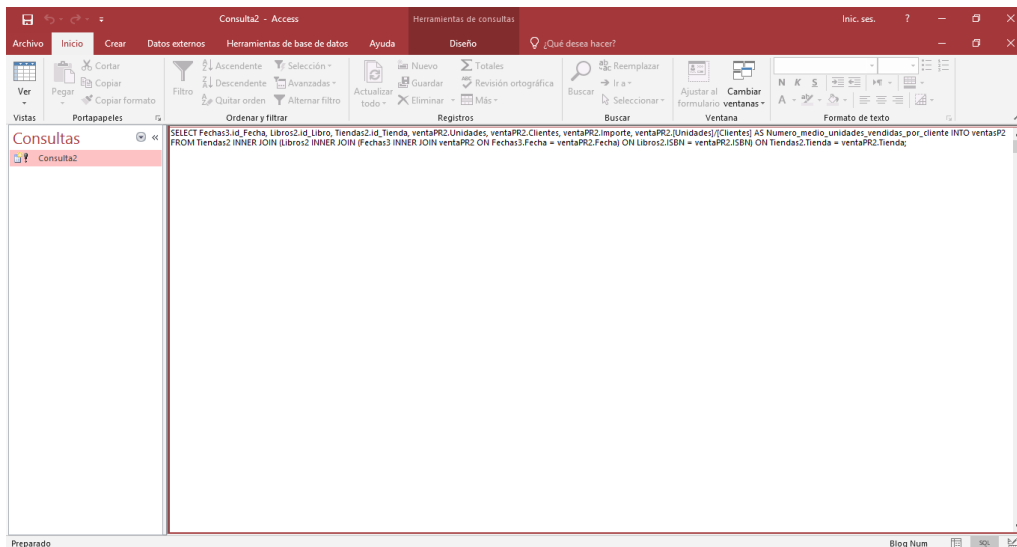 Consulta2 - Access
Herramientas de consultas
Inic. ses.
?
Archivo Inicio Crear Datos externos Herramientas de base de datos Ayuda Diseño ¿Qué desea hacer?
Ver
Vistas
Pegar
Cortar
Copiar
Copiar formato
Portapapeles
Filtro
Ascendente
Descendente
Quitar orden
Selección
Avanzadas
Alternar filtro
Ordenar y filtrar
Actualizar
todo
Nuevo
Guardar
Eliminar
Totales
Revisión ortográfica
Más
Registros
Buscar
Reemplazar
Ir a
Seleccionar
Buscar
Ajustar al
formulario
Cambiar
ventanas
Ventana
N K S
A
Formato de texto
Consultas
Consulta2
SELECT Fechas3.id_Fecha, Libros2.id_Libro, Tiendas2.id_Tienda, ventaPR2.Unidades, ventaPR2.Clientes, ventaPR2.Importe, ventaPR2.[Unidades]/[Clientes] AS Numero_medio_unidades_vendidas_por_cliente INTO ventasP2
FROM Tiendas2 INNER JOIN (Libros2 INNER JOIN (Fechas3 INNER JOIN ventaPR2 ON Fechas3.Fecha = ventaPR2.Fecha) ON Libros2.ISBN = ventaPR2.ISBN) ON Tiendas2.Tienda = ventaPR2.Tienda;
Preparado
Bloq Num
SQL